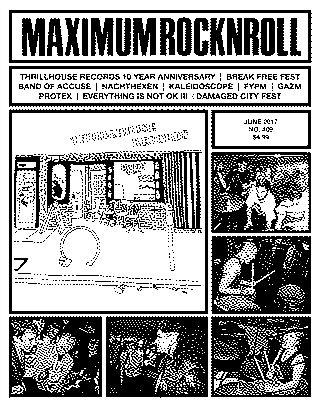 MAXIMUMROCKNROLL
THRILLHOUSE RECORDS 10 YEAR ANNIVERSARY | BREAK FREE FEST
BAND OF ACCUSE | NACHTHEXEN | KALEIDOSCOPE | FYPM | GAZM
PROTEX | EVERYTHING IS NOT OK III | DAMAGED CITY FEST
JUNE 2017
NO. 409
$4.99